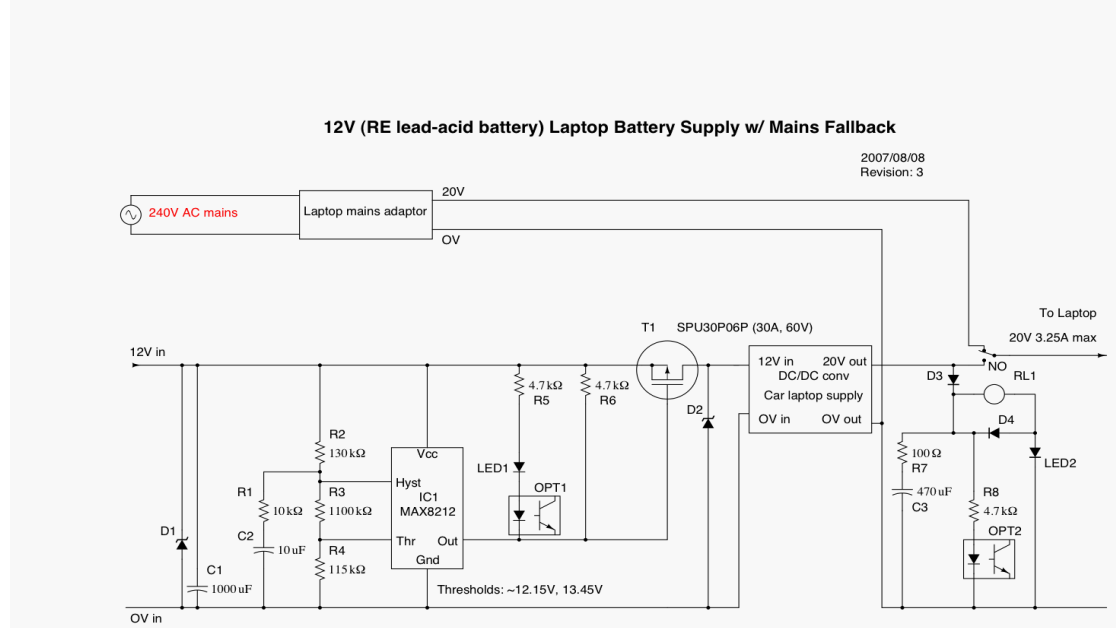 12V (RE lead-acid battery) Laptop Battery Supply w/ Mains Fallback
2007/08/08
Revision: 3
20V
240V AC mains
Laptop mains adaptor
OV
To Laptop
T1 SPU30P06P (30A, 60V)
20V 3.25A max
12V in
12V in 20V out
NO
DC/DC conv
D3
RL1
4.7kΩ
R5
4.7kΩ
R6
Car laptop supply
D2
OV in OV out
D4
R2
130kΩ
Vcc
100Ω
R7
LED1
LED2
Hyst
R1
10kΩ
R3
1100kΩ
IC1
MAX8212
OPT1
470uF
C3
R8
4.7kΩ
D1
C2
10uF
Thr Out
OPT2
R4
115kΩ
Gnd
C1
1000uF
Thresholds: ~12.15V, 13.45V
OV in